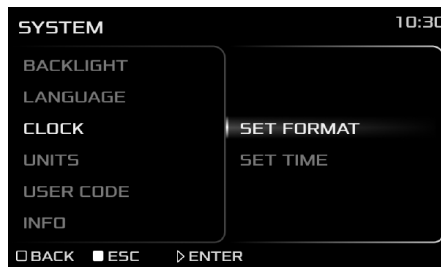 SYSTEM 10:30
BACKLIGHT
LANGUAGE
CLOCK SET FORMAT
UNITS SET TIME
USER CODE
INFO
BACK ESC ENTER